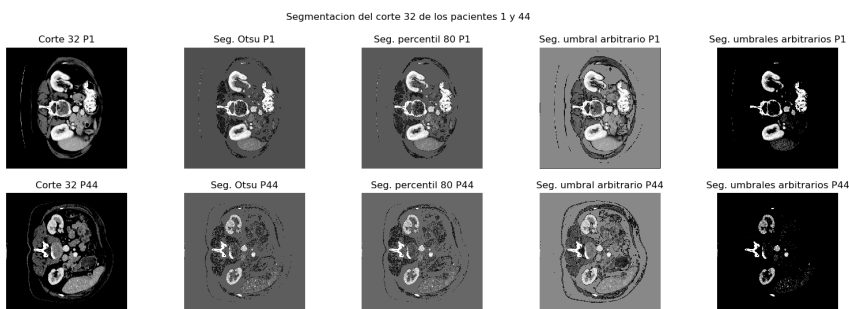 Segmentacion del corte 32 de los pacientes 1 y 44
Corte 32 P1
Seg. Otsu P1
Seg. percentil 80 P1
Seg. umbral arbitrario P1
Seg. umbrales arbitrarios P1
Corte 32 P44
Seg. Otsu P44
Seg. percentil 80 P44
Seg. umbral arbitrario P44
Seg. umbrales arbitrarios P44